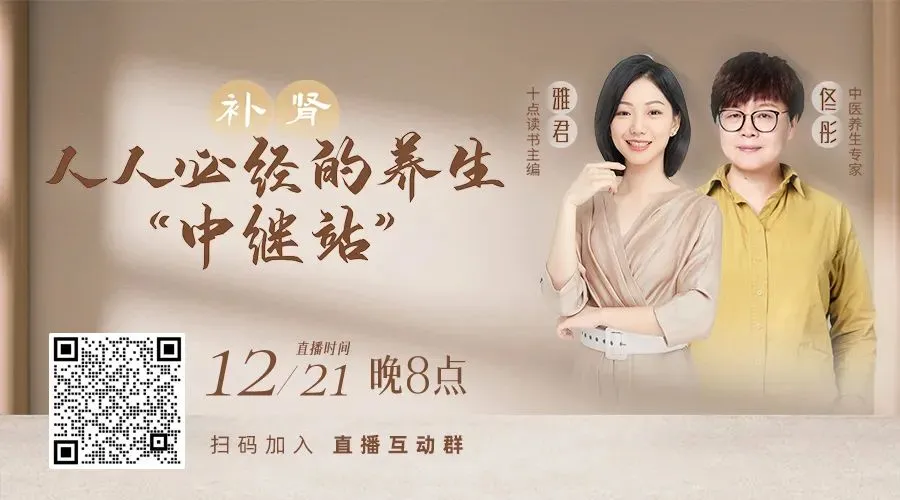 补肾
人人必经的养生
“中继站”
雅君
十点读书主编
佟彤
中医养生专家
直播时间
12/21 晚8点
扫码加入 直播互动群